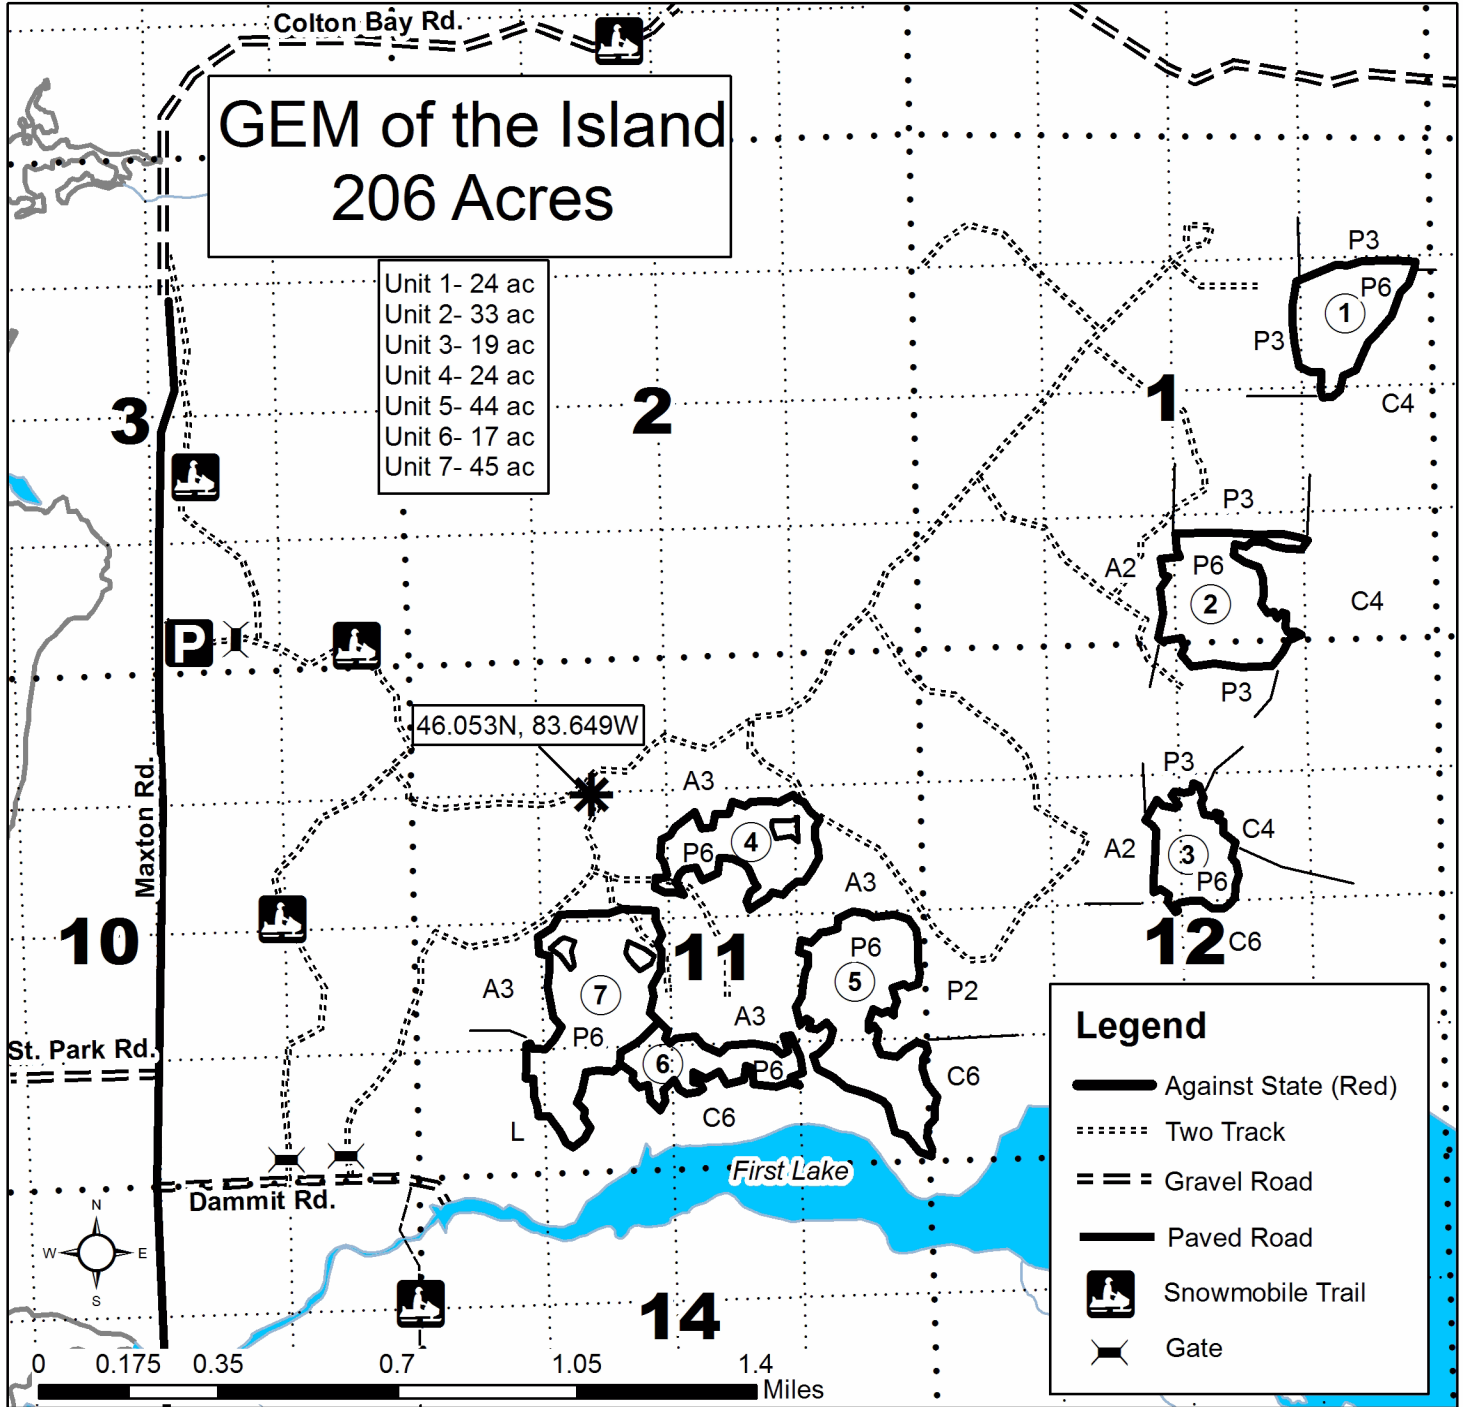 Colton Bay Rd.
GEM of the Island
206 Acres
Unit 1- 24 ac
Unit 2- 33 ac
Unit 3- 19 ac
Unit 4- 24 ac
Unit 5- 44 ac
Unit 6- 17 ac
Unit 7- 45 ac
P3
P6
1
P3
C4
3
2
1
P3
A2
P6
2
C4
P
P3
46.053N, 83.649W
Maxton Rd.
A3
P3
4
P6
A2
3
C4
P6
A3
10
11
12
C6
P6
5
A3
7
P2
A3
P6
St. Park Rd.
6
P6
C6
C6
L
First Lake
Dammit Rd.
N
W
E
S
14
Legend
Against State (Red)
Two Track
Gravel Road
Paved Road
Snowmobile Trail
Gate
0 0.175 0.35 0.7 1.05 1.4
Miles